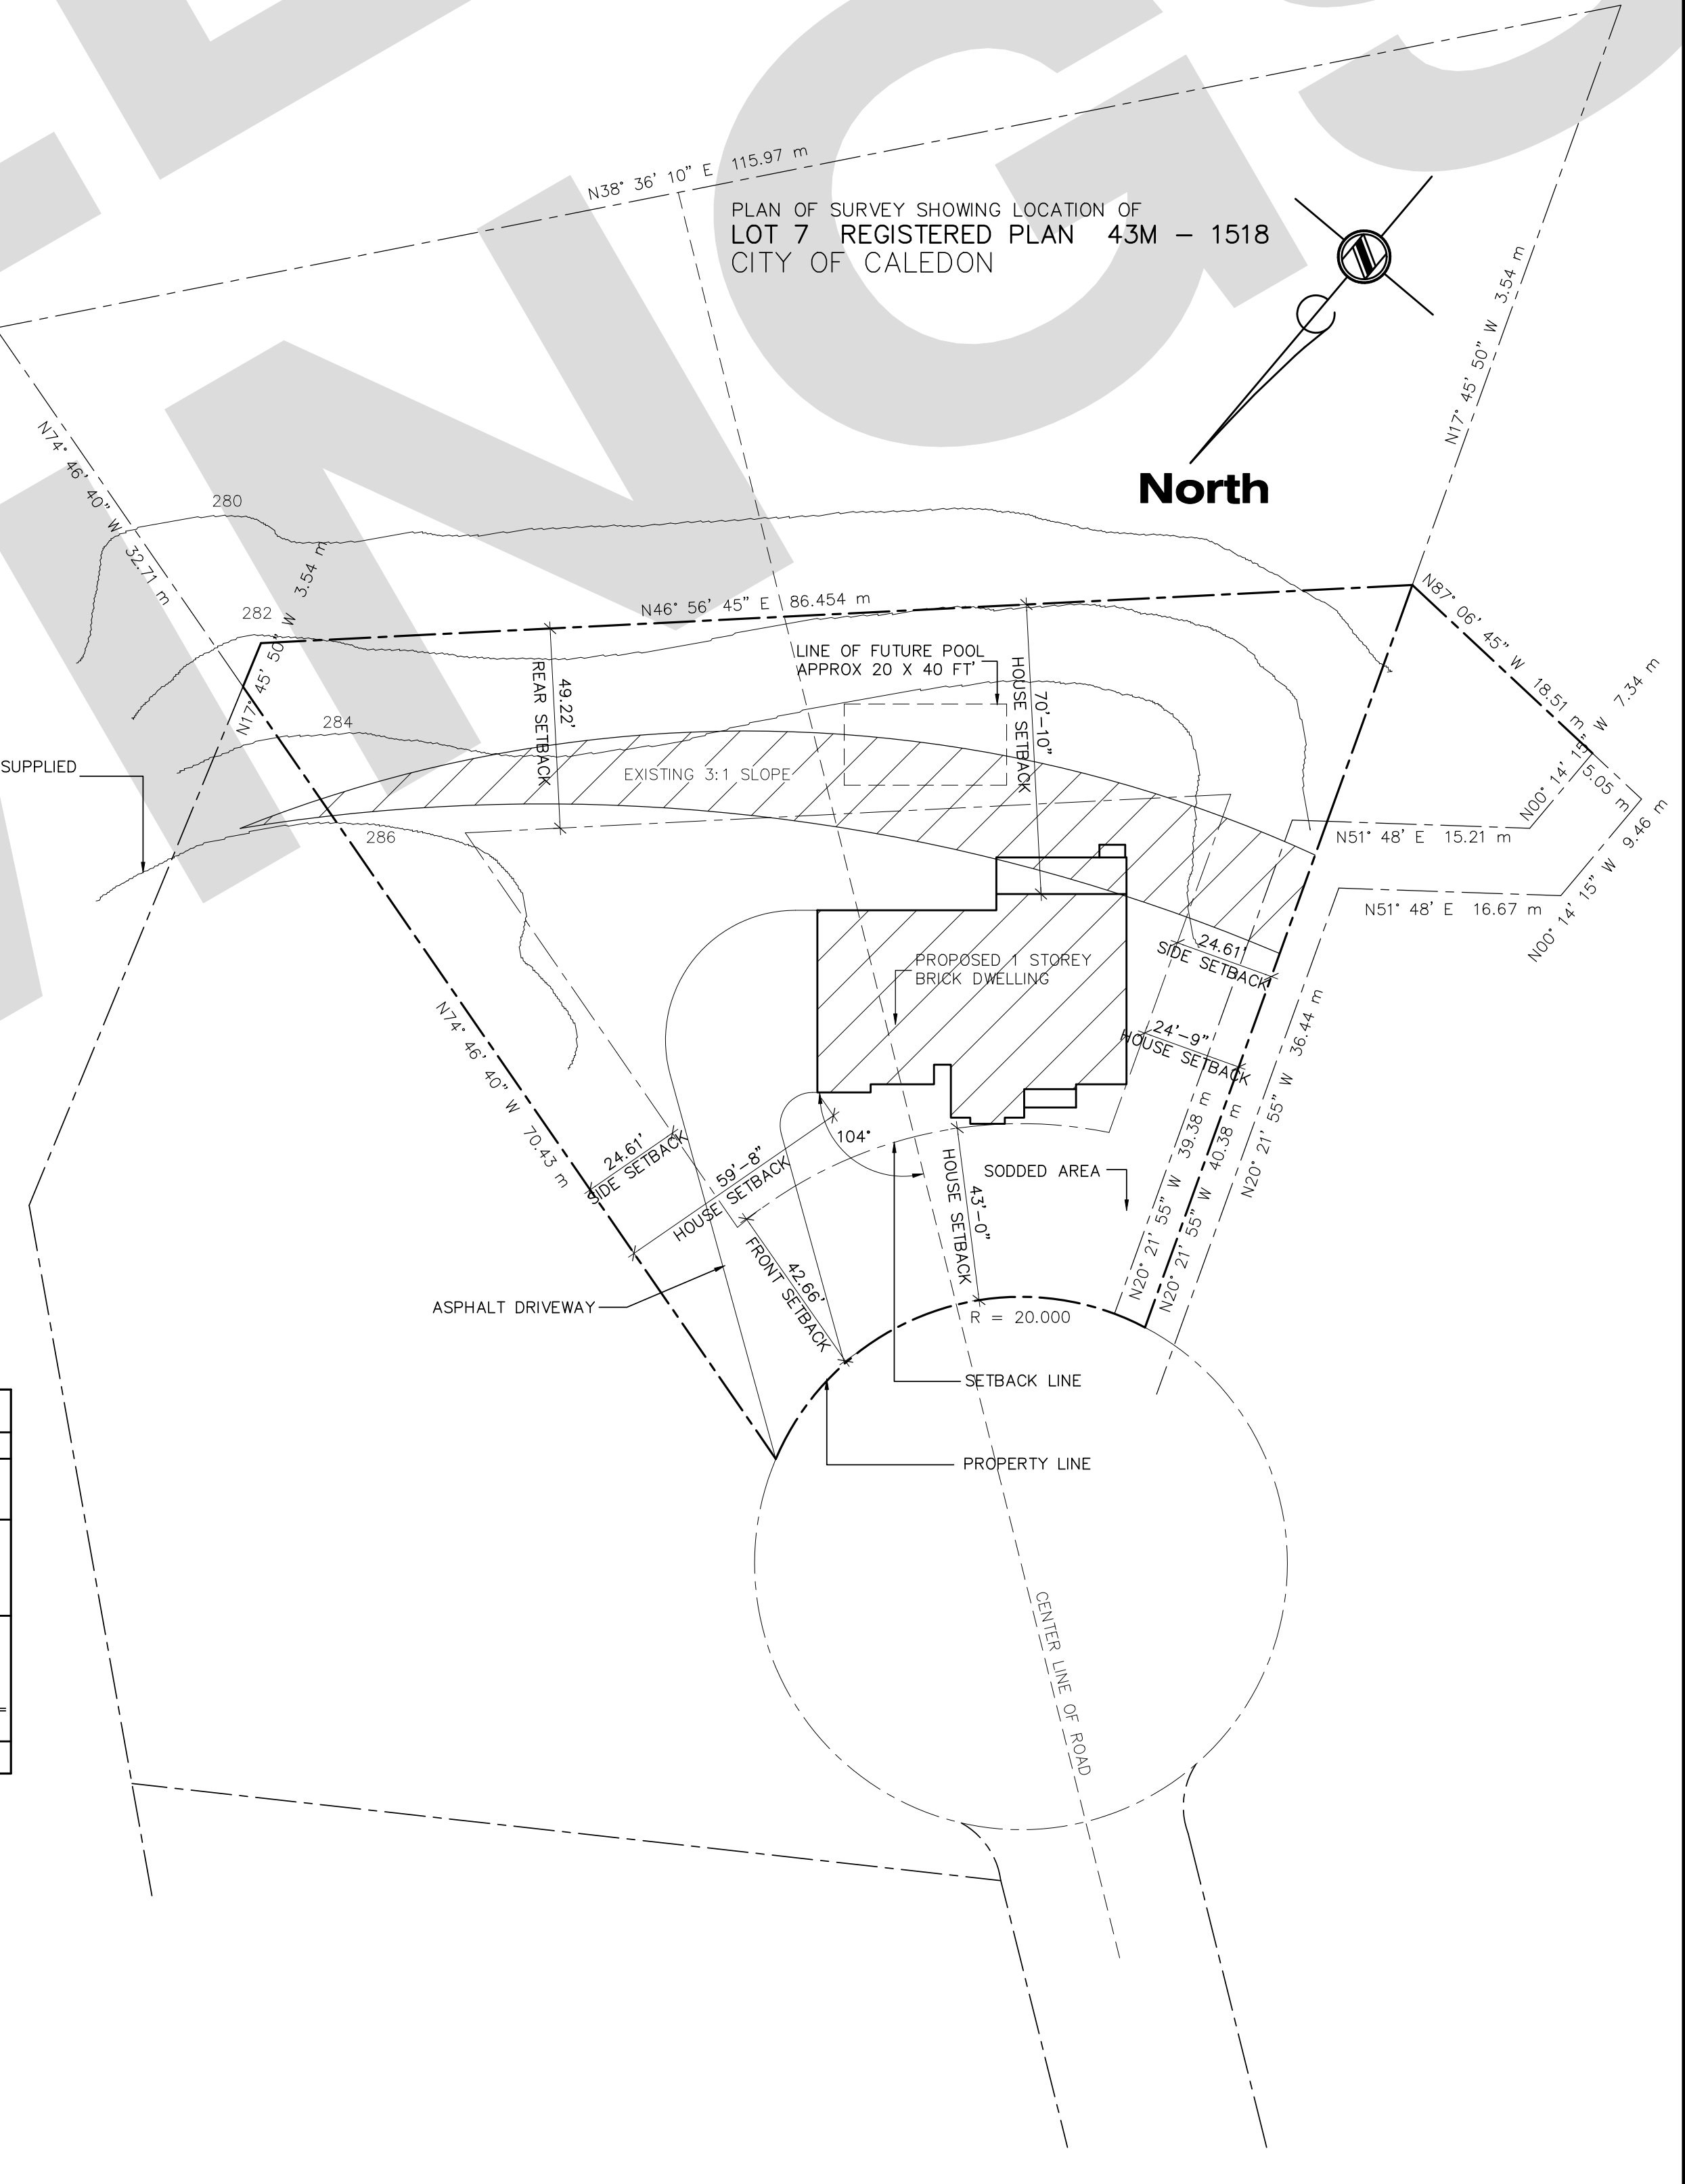 N38° 36' 10" E 115.97 m
PLAN OF SURVEY SHOWING LOCATION OF
LOT 7 REGISTERED PLAN 43M - 1518
CITY OF CALEDON
N17° 45' 50" W 3.54 m
North
N74° 46' 40" W 32.71 m
280
282
N17° 45' 50" W 3.54 m
N46° 56' 45" E 86.454 m
N87° 06' 45" W 18.51 m
LINE OF FUTURE POOL
APPROX 20 X 40 FT'
49.22'
REAR SETBACK
70'-10"
HOUSE SETBACK
284
EXISTING 3:1 SLOPE
SUPPLIED
286
N00° 14' 15" W 7.34 m
5.05 m
N51° 48' E 15.21 m
N00° 14' 15" W 9.46 m
N51° 48' E 16.67 m
24.61'
SIDE SETBACK
PROPOSED 1 STOREY
BRICK DWELLING
24'-9"
HOUSE SETBACK
N74° 46' 40" W 70.43 m
N20° 21' 55" W 39.38 m
N20° 21' 55" W 40.38 m
N20° 21' 55" W 36.44 m
24.61'
SIDE SETBACK
59'-8"
HOUSE SETBACK
104°
43'-0"
HOUSE SETBACK
SODDED AREA
42.66'
FRONT SETBACK
ASPHALT DRIVEWAY
R = 20.000
SETBACK LINE
PROPERTY LINE
CENTER LINE OF ROAD